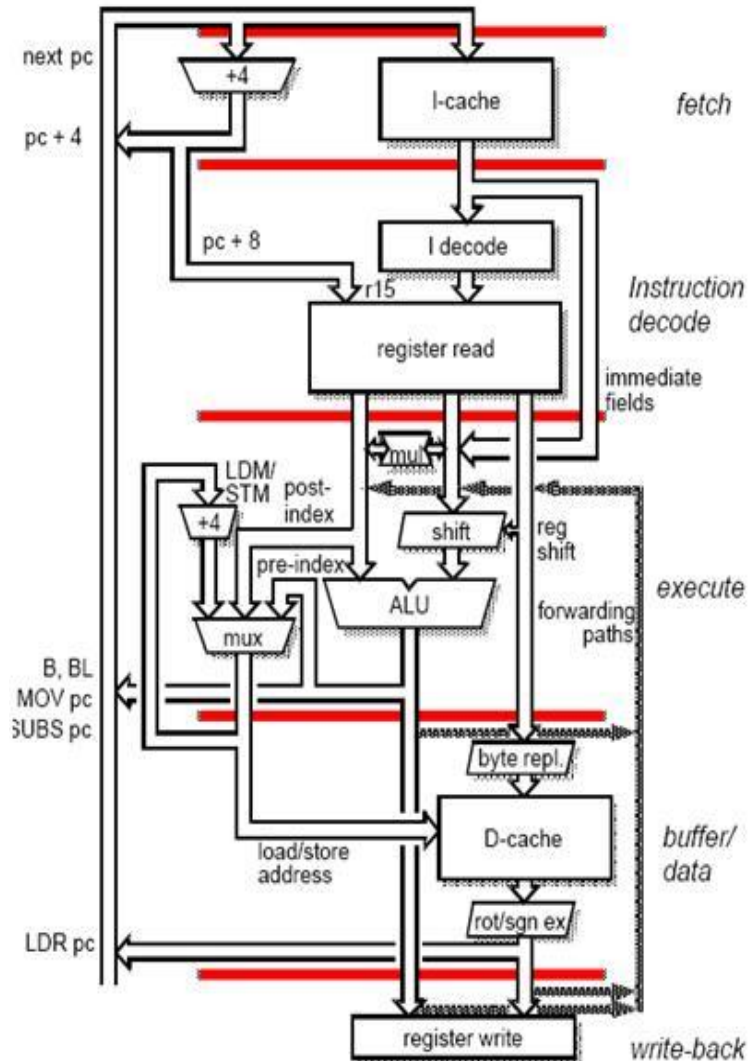 next pc
+4
I-cache
fetch
pc + 4
pc + 8
I decode
r15
Instruction
decode
register read
immediate
fields
mul
LDM/
STM
post-
index
+4
shift
reg
shift
pre-index
ALU
execute
forwarding
paths
mux
B, BL
MOV pc
SUBS pc
byte repl.
D-cache
buffer/
data
load/store
address
rot/sgn ex
LDR pc
register write
write-back